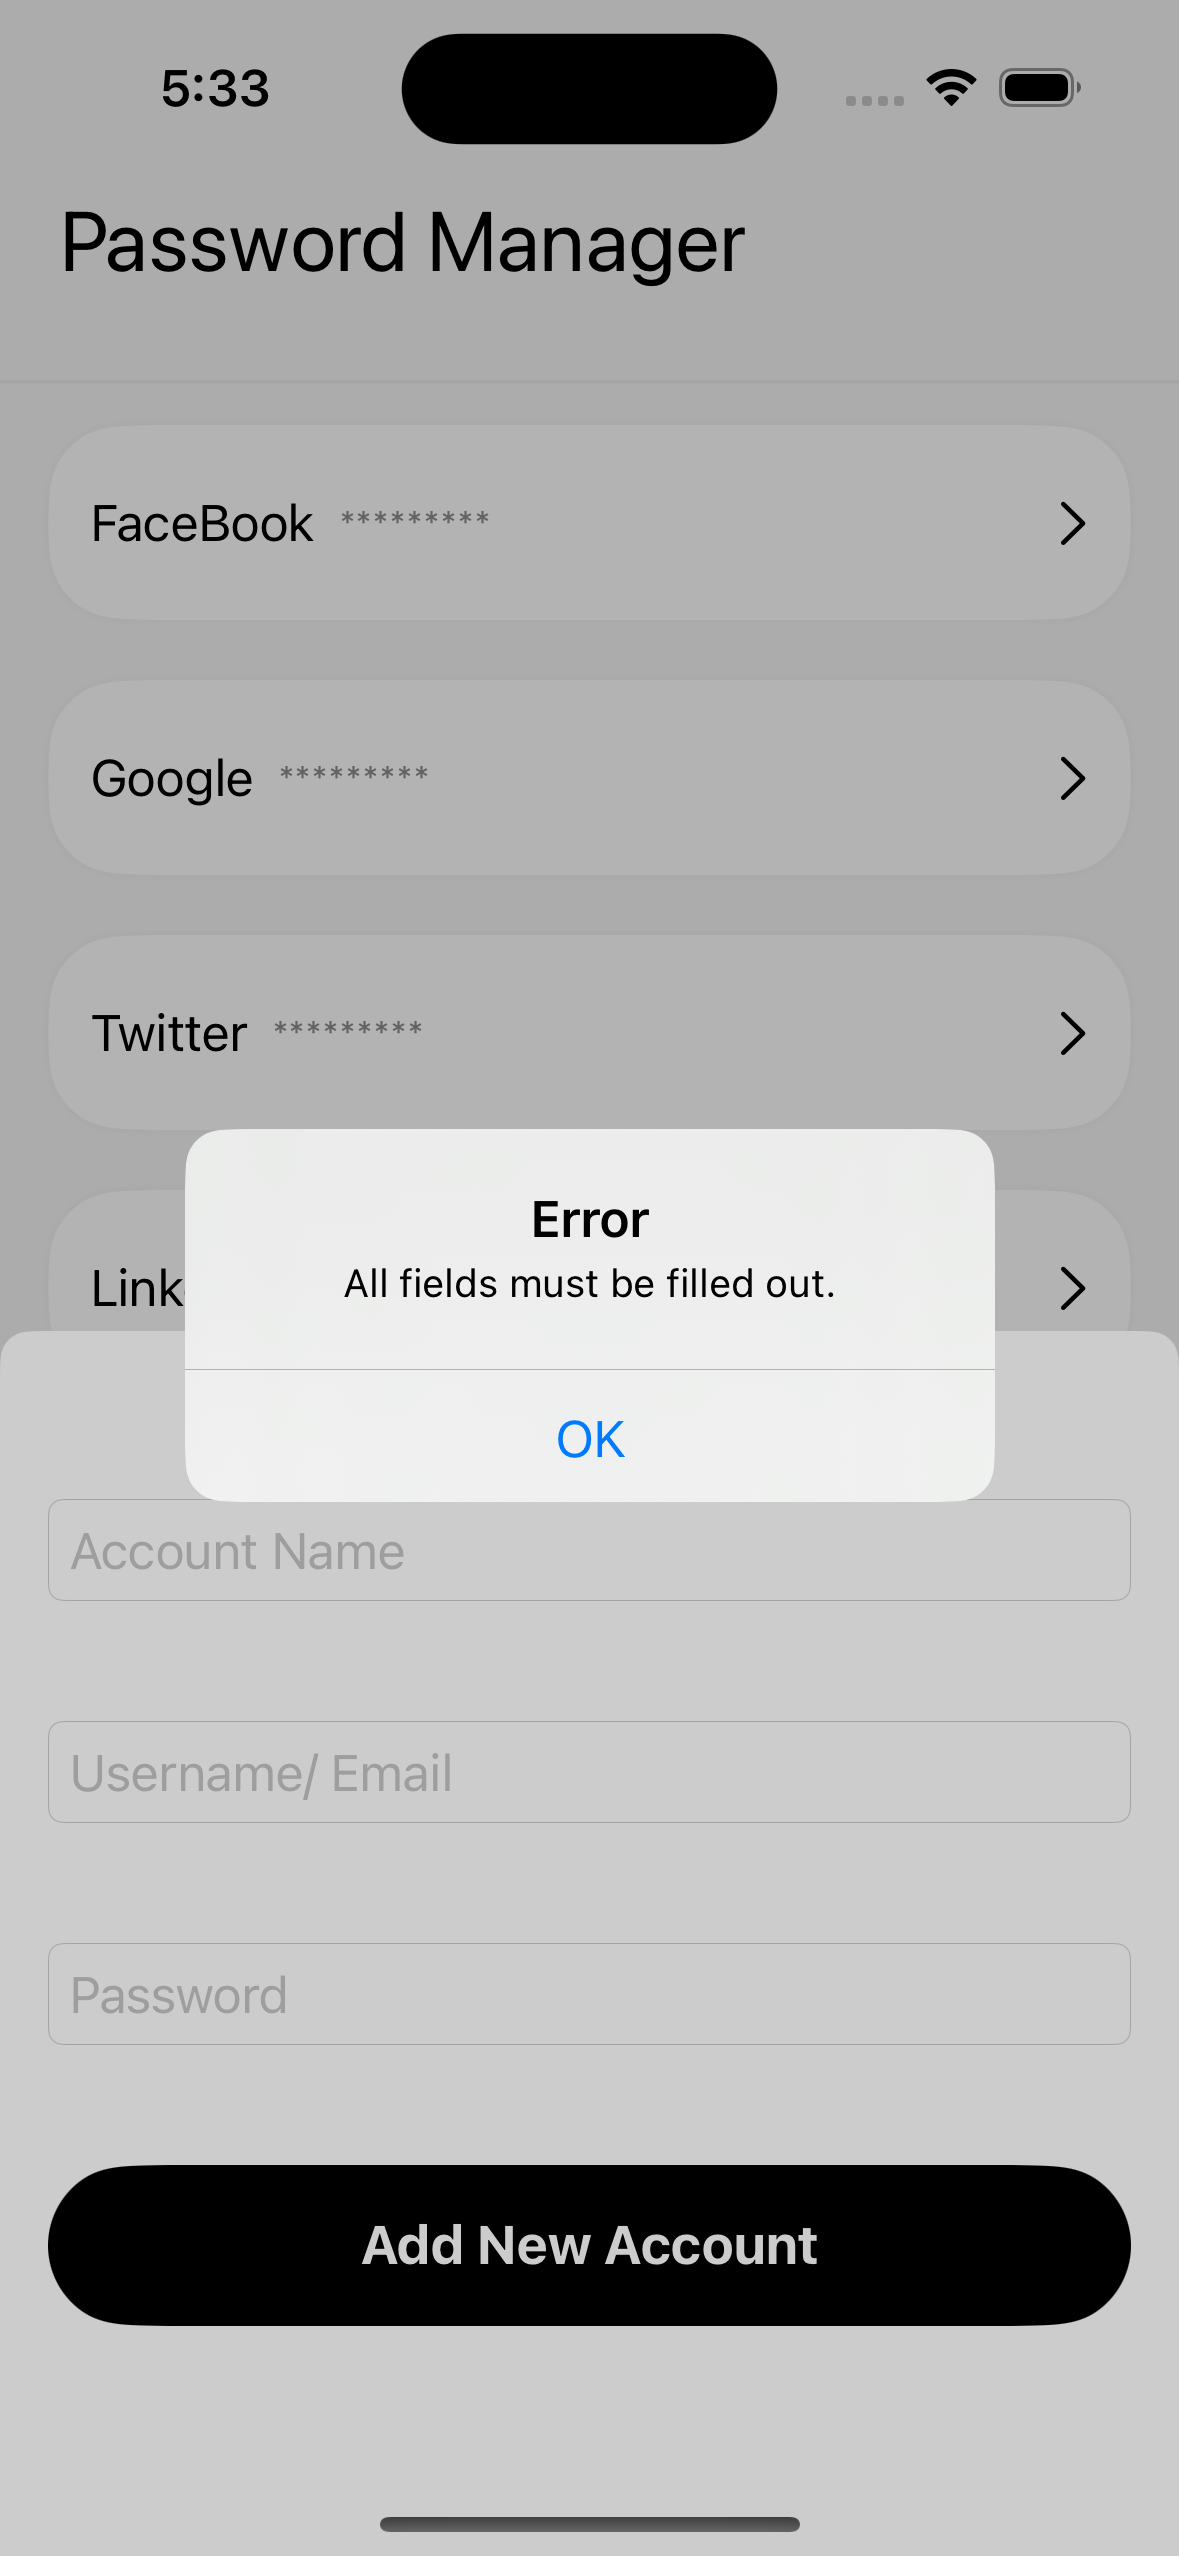 5:33
Password Manager
FaceBook *********
Google *********
Twitter *********
Error
All fields must be filled out.
OK
Account Name
Username/ Email
Password
Add New Account